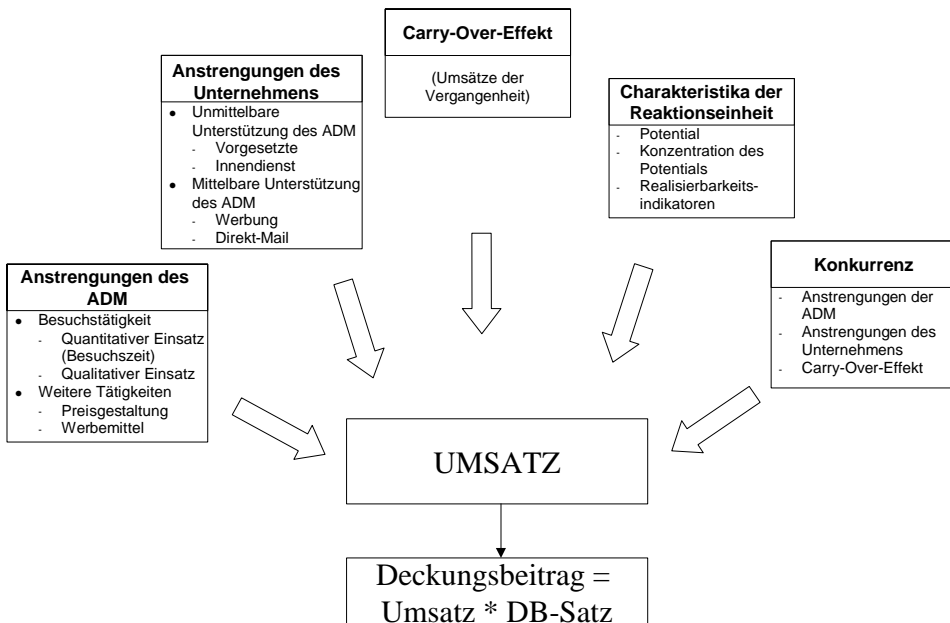 Carry-Over-Effekt
(Umsätze der
Vergangenheit)
Anstrengungen des
Unternehmens
● Unmittelbare
Unterstützung des ADM
- Vorgesetzte
- Innendienst
● Mittelbare Unterstützung
des ADM
- Werbung
- Direkt-Mail
Charakteristika der
Reaktionseinheit
- Potential
- Konzentration des
Potentials
- Realisierbarkeits-
indikatoren
Anstrengungen des
ADM
● Besuchstätigkeit
- Quantitativer Einsatz
(Besuchszeit)
- Qualitativer Einsatz
● Weitere Tätigkeiten
- Preisgestaltung
- Werbemittel
Konkurrenz
- Anstrengungen der
ADM
- Anstrengungen des
Unternehmens
- Carry-Over-Effekt
UMSATZ
Deckungsbeitrag =
Umsatz * DB-Satz